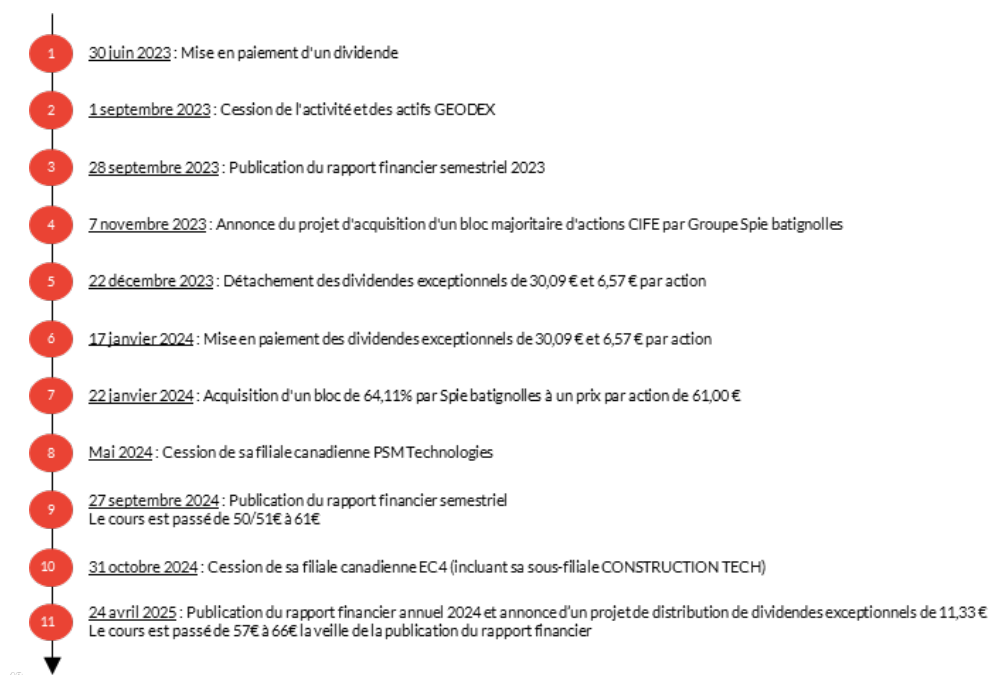 1
30 juin 2023 : Mise en paiement d'un dividende
2
1 septembre 2023 : Cession de l'activité et des actifs GEODEX
3
28 septembre 2023 : Publication du rapport financier semestriel 2023
4
7 novembre 2023 : Annonce du projet d'acquisition d'un bloc majoritaire d'actions CIFE par Groupe Spie batignolles
5
22 décembre 2023 : Détachement des dividendes exceptionnels de 30,09 € et 6,57 € par action
6
17 janvier 2024 : Mise en paiement des dividendes exceptionnels de 30,09 € et 6,57 € par action
7
22 janvier 2024 : Acquisition d'un bloc de 64,11% par Spie batignolles à un prix par action de 61,00 €
8
Mai 2024 : Cession de sa filiale canadienne PSM Technologies
9
27 septembre 2024 : Publication du rapport financier semestriel
Le cours est passé de 50/51€ à 61€
10
31 octobre 2024 : Cession de sa filiale canadienne EC4 (incluant sa sous-filiale CONSTRUCTION TECH)
11
24 avril 2025 : Publication du rapport financier annuel 2024 et annonce d'un projet de distribution de dividendes exceptionnels de 11,33 €
Le cours est passé de 57€ à 66€ la veille de la publication du rapport financier